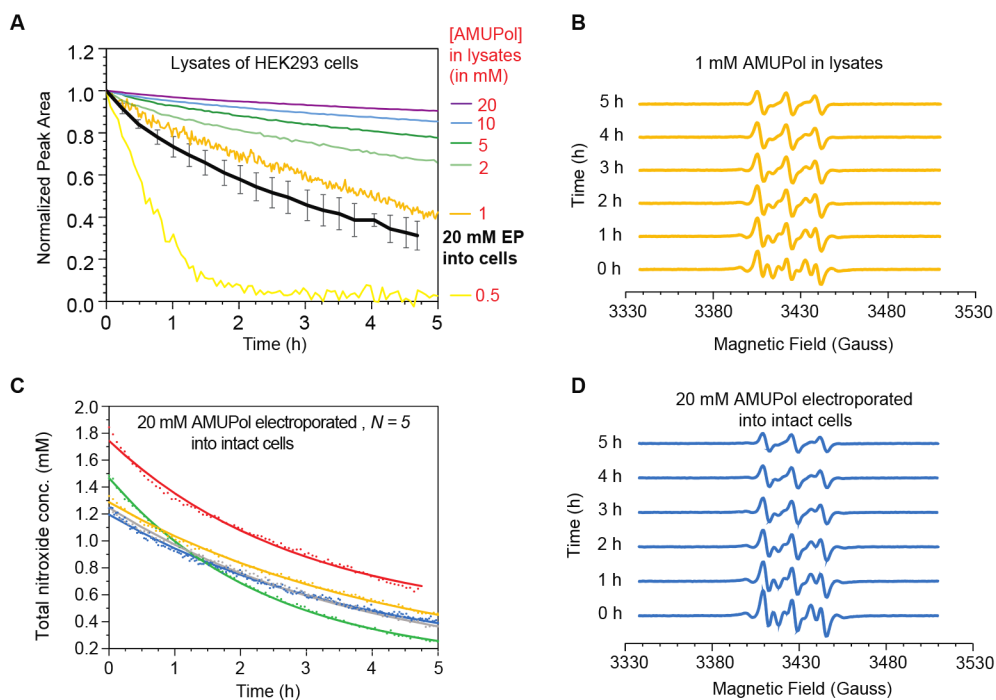 A
Lysates of HEK293 cells
[AMUPol]
in lysates
(in mM)
Normalized Peak Area
1.2
1.0
0.8
0.6
0.4
0.2
0.0
20
10
5
2
1
20 mM EP
into cells
0.5
0 1 2 3 4 5
Time (h)
B
1 mM AMUPol in lysates
Time (h)
5 h
4 h
3 h
2 h
1 h
0 h
3330 3380 3430 3480 3530
Magnetic Field (Gauss)
C
20 mM AMUPol electroporated , N = 5
into intact cells
Total nitroxide conc. (mM)
2.0
1.8
1.6
1.4
1.2
1.0
0.8
0.6
0.4
0.2
0 1 2 3 4 5
Time (h)
D
20 mM AMUPol electroporated
into intact cells
Time (h)
5 h
4 h
3 h
2 h
1 h
0 h
3330 3380 3430 3480 3530
Magnetic Field (Gauss)